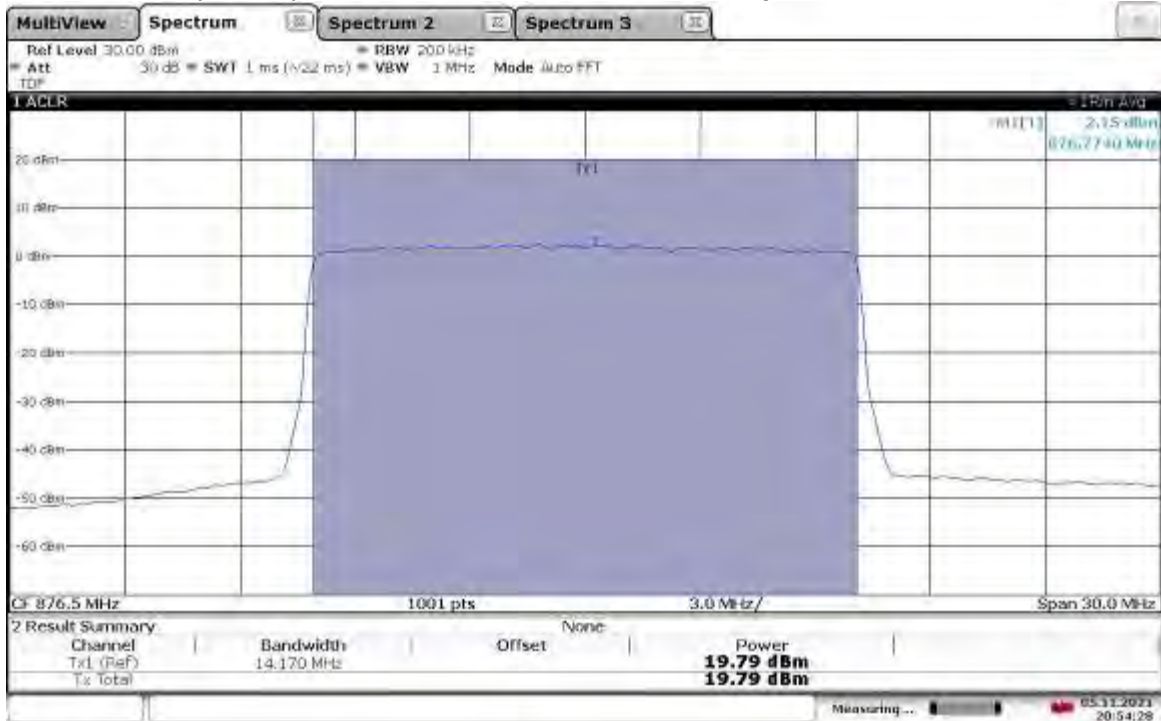 MultiView Spectrum Spectrum 2 Spectrum 3
Ref Level 30.00 dBm RBW 200 kHz
Att 30 dB SWT 1 ms (~22 ms) VBW 1 MHz Mode Auto FFT
TDF
1 ACLR 1Rm Avg
M1[1] 2.15 dBm
876.7740 MHz
20 dBm
Tx1
10 dBm
0 dBm
-10 dBm
-20 dBm
-30 dBm
-40 dBm
-50 dBm
-60 dBm
CF 876.5 MHz 1001 pts 3.0 MHz/ Span 30.0 MHz
2 Result Summary None
Channel Bandwidth Offset Power
Tx1 (Ref) 14.170 MHz 19.79 dBm
Tx Total 19.79 dBm
Measuring... 05.11.2021
20:54:28